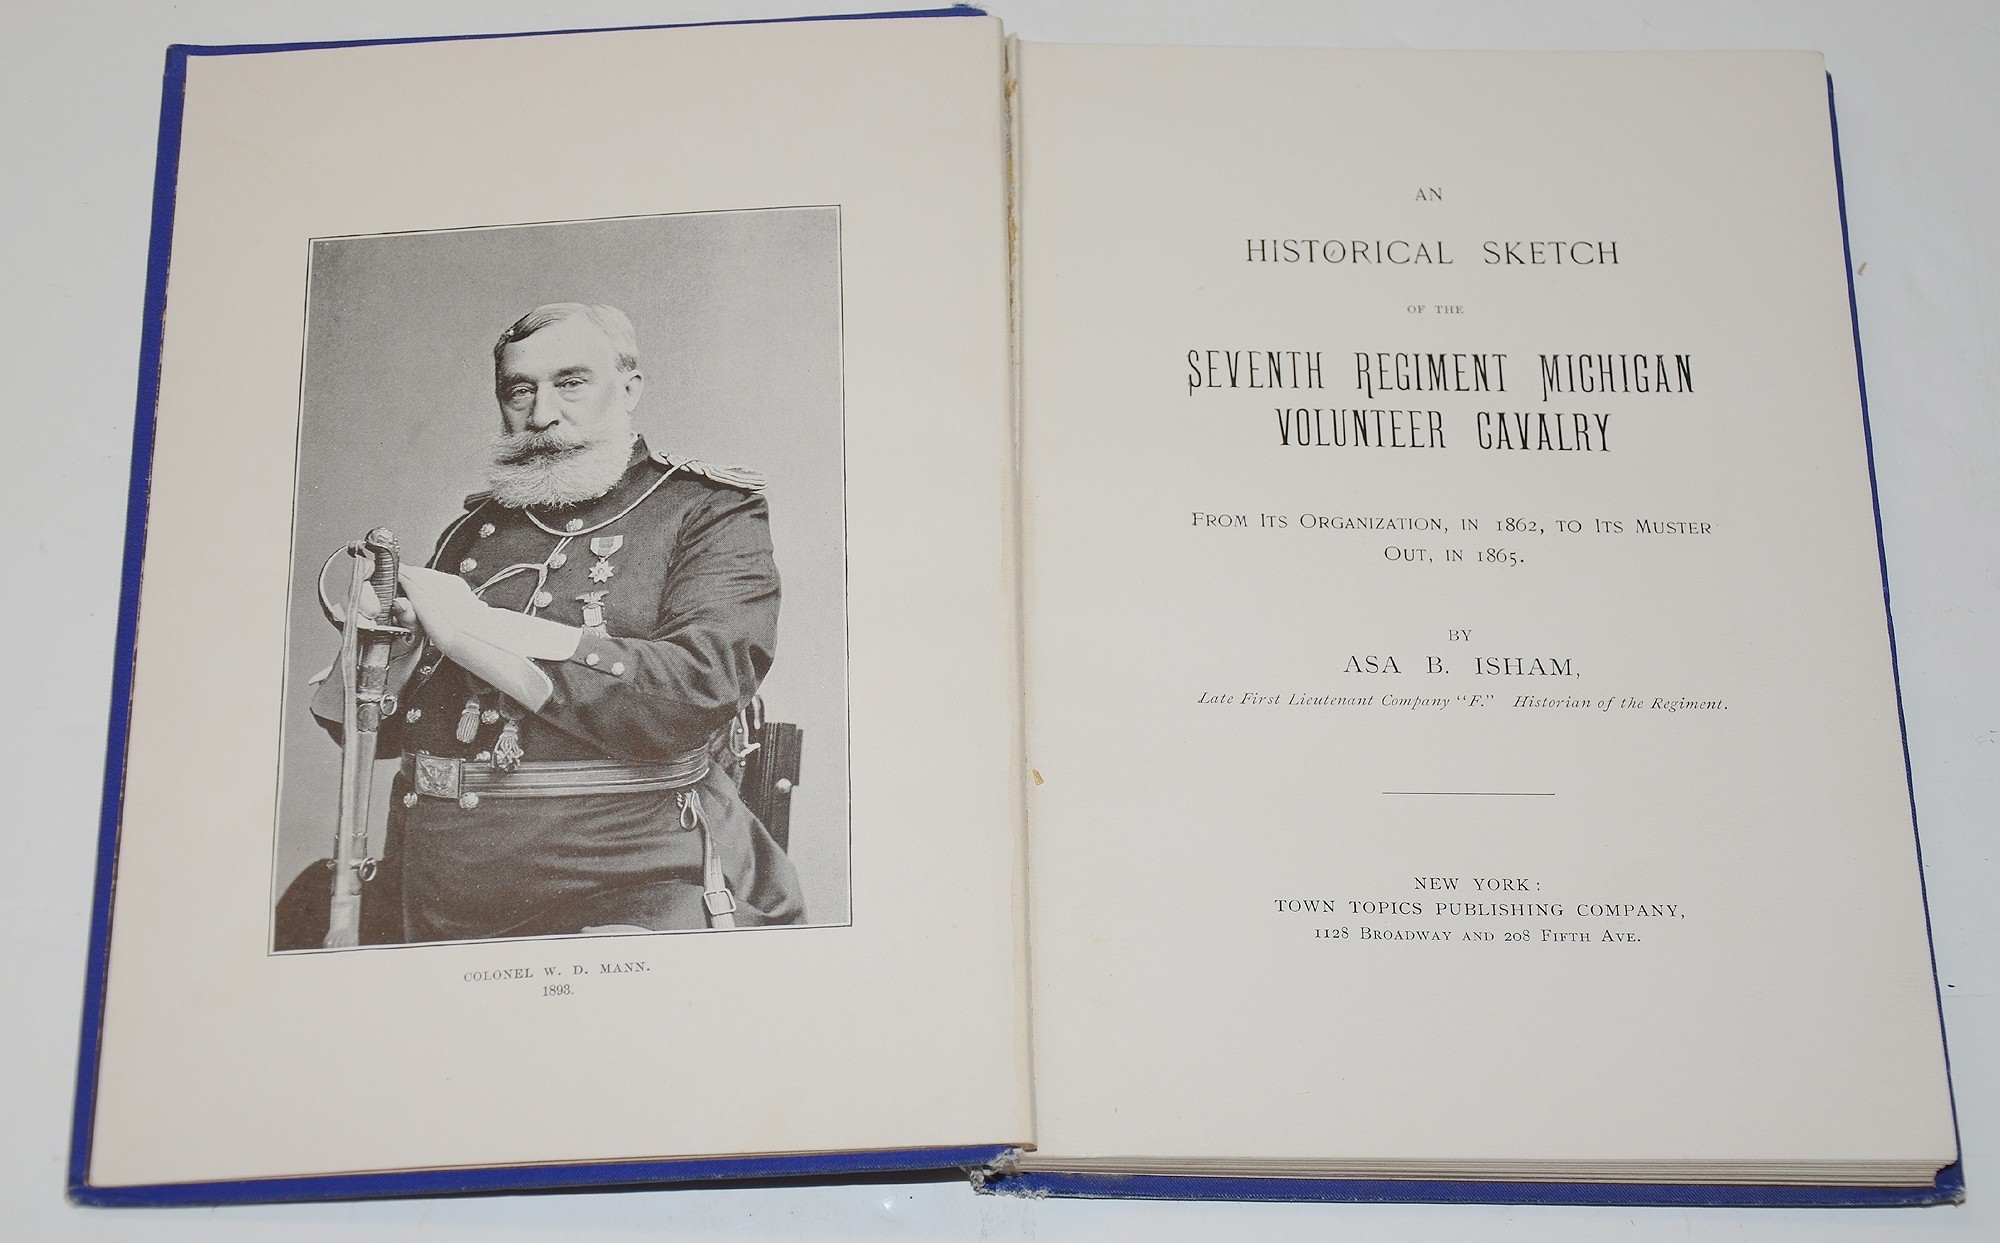 COLONEL W. D. MANN.
1893.
AN
HISTORICAL SKETCH
OF THE
SEVENTH REGIMENT MICHIGAN
VOLUNTEER CAVALRY
FROM ITS ORGANIZATION, IN 1862, TO ITS MUSTER
OUT, IN 1865.
BY
ASA B. ISHAM,
Late First Lieutenant Company “F.” Historian of the Regiment.
NEW YORK:
TOWN TOPICS PUBLISHING COMPANY,
1128 BROADWAY AND 208 FIFTH AVE.